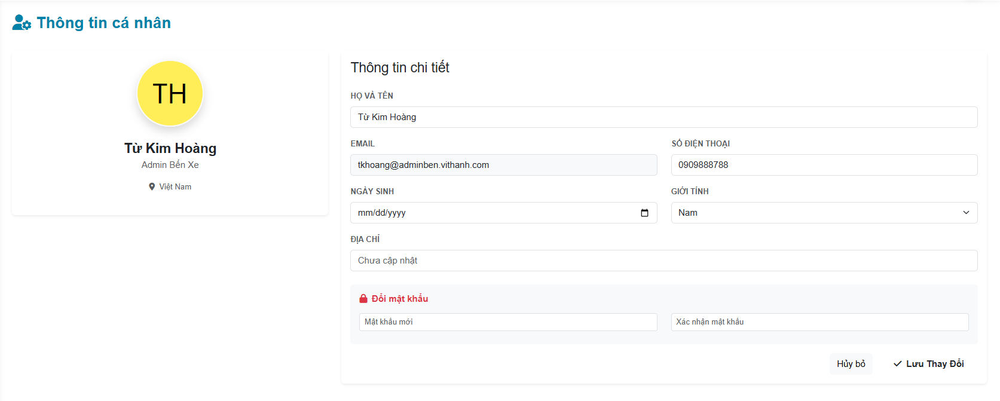 Thông tin cá nhân
TH
Từ Kim Hoàng
Admin Bến Xe
Việt Nam
Thông tin chi tiết
HỌ VÀ TÊN
Từ Kim Hoàng
EMAIL
tkhoang@adminben.vithanh.com
SỐ ĐIỆN THOẠI
0909888788
NGÀY SINH
mm/dd/yyyy
GIỚI TÍNH
Nam
ĐỊA CHỈ
Chưa cập nhật
Đổi mật khẩu
Mật khẩu mới
Xác nhận mật khẩu
Hủy bỏ
Lưu Thay Đổi